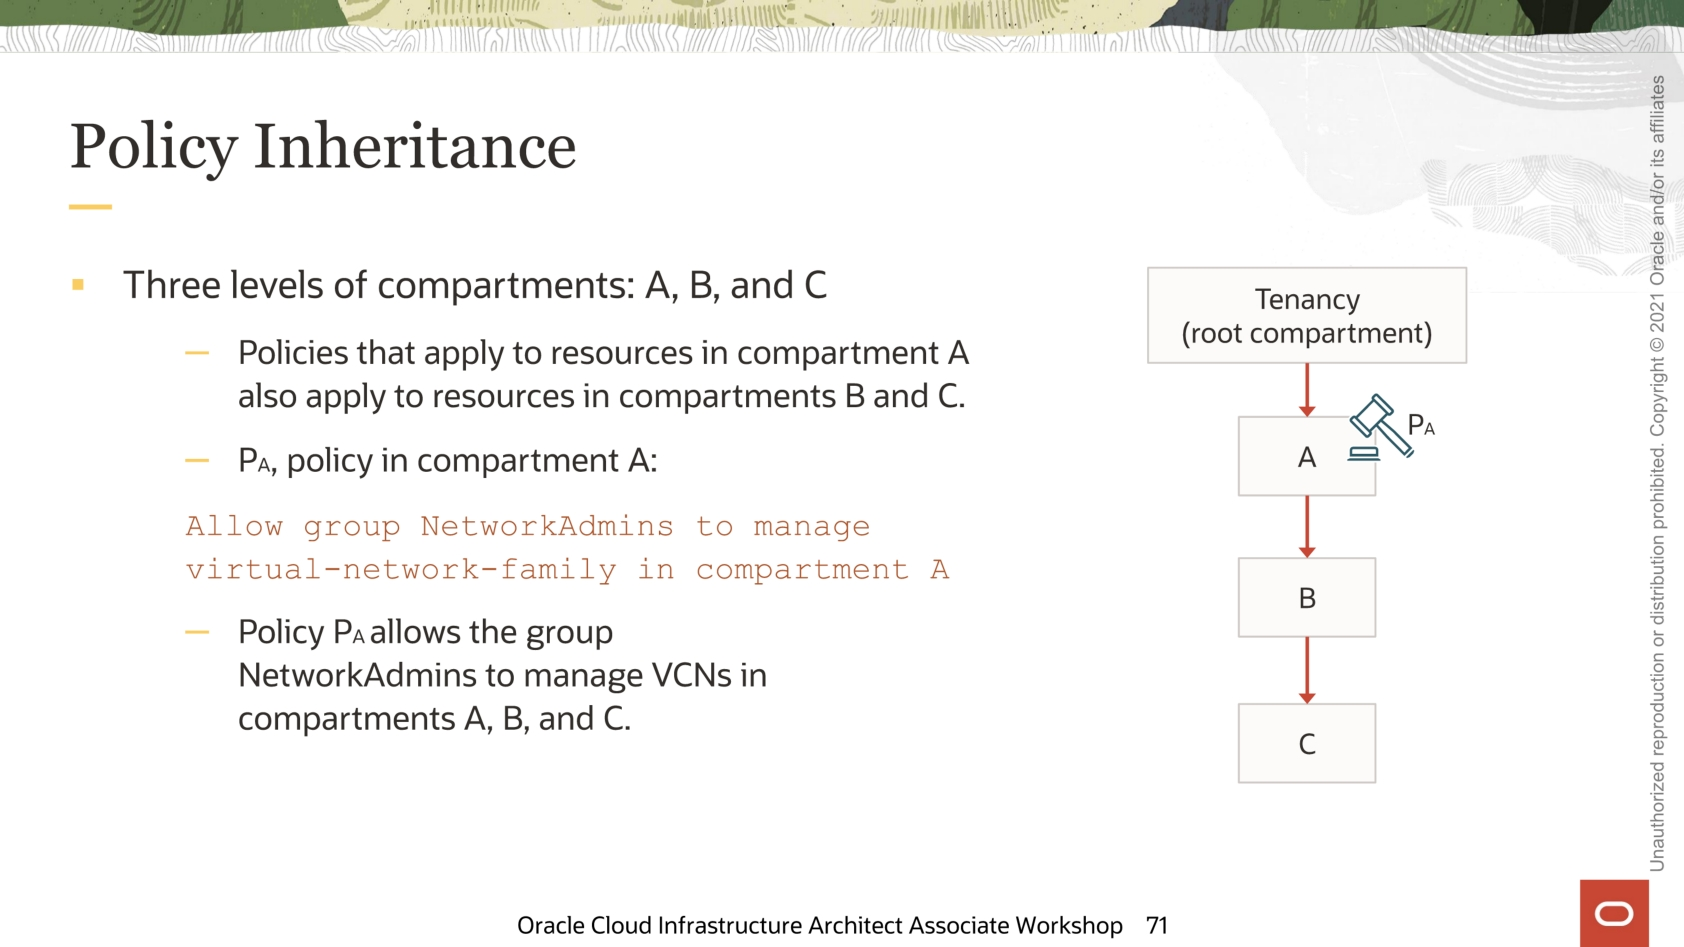 Policy Inheritance
▪ Three levels of compartments: A, B, and C
— Policies that apply to resources in compartment A
also apply to resources in compartments B and C.
— PA, policy in compartment A:
Allow group NetworkAdmins to manage
virtual-network-family in compartment A
— Policy PA allows the group
NetworkAdmins to manage VCNs in
compartments A, B, and C.
Tenancy
(root compartment)
PA
A
B
C
Unauthorized reproduction or distribution prohibited. Copyright © 2021 Oracle and/or its affiliates
Oracle Cloud Infrastructure Architect Associate Workshop 71